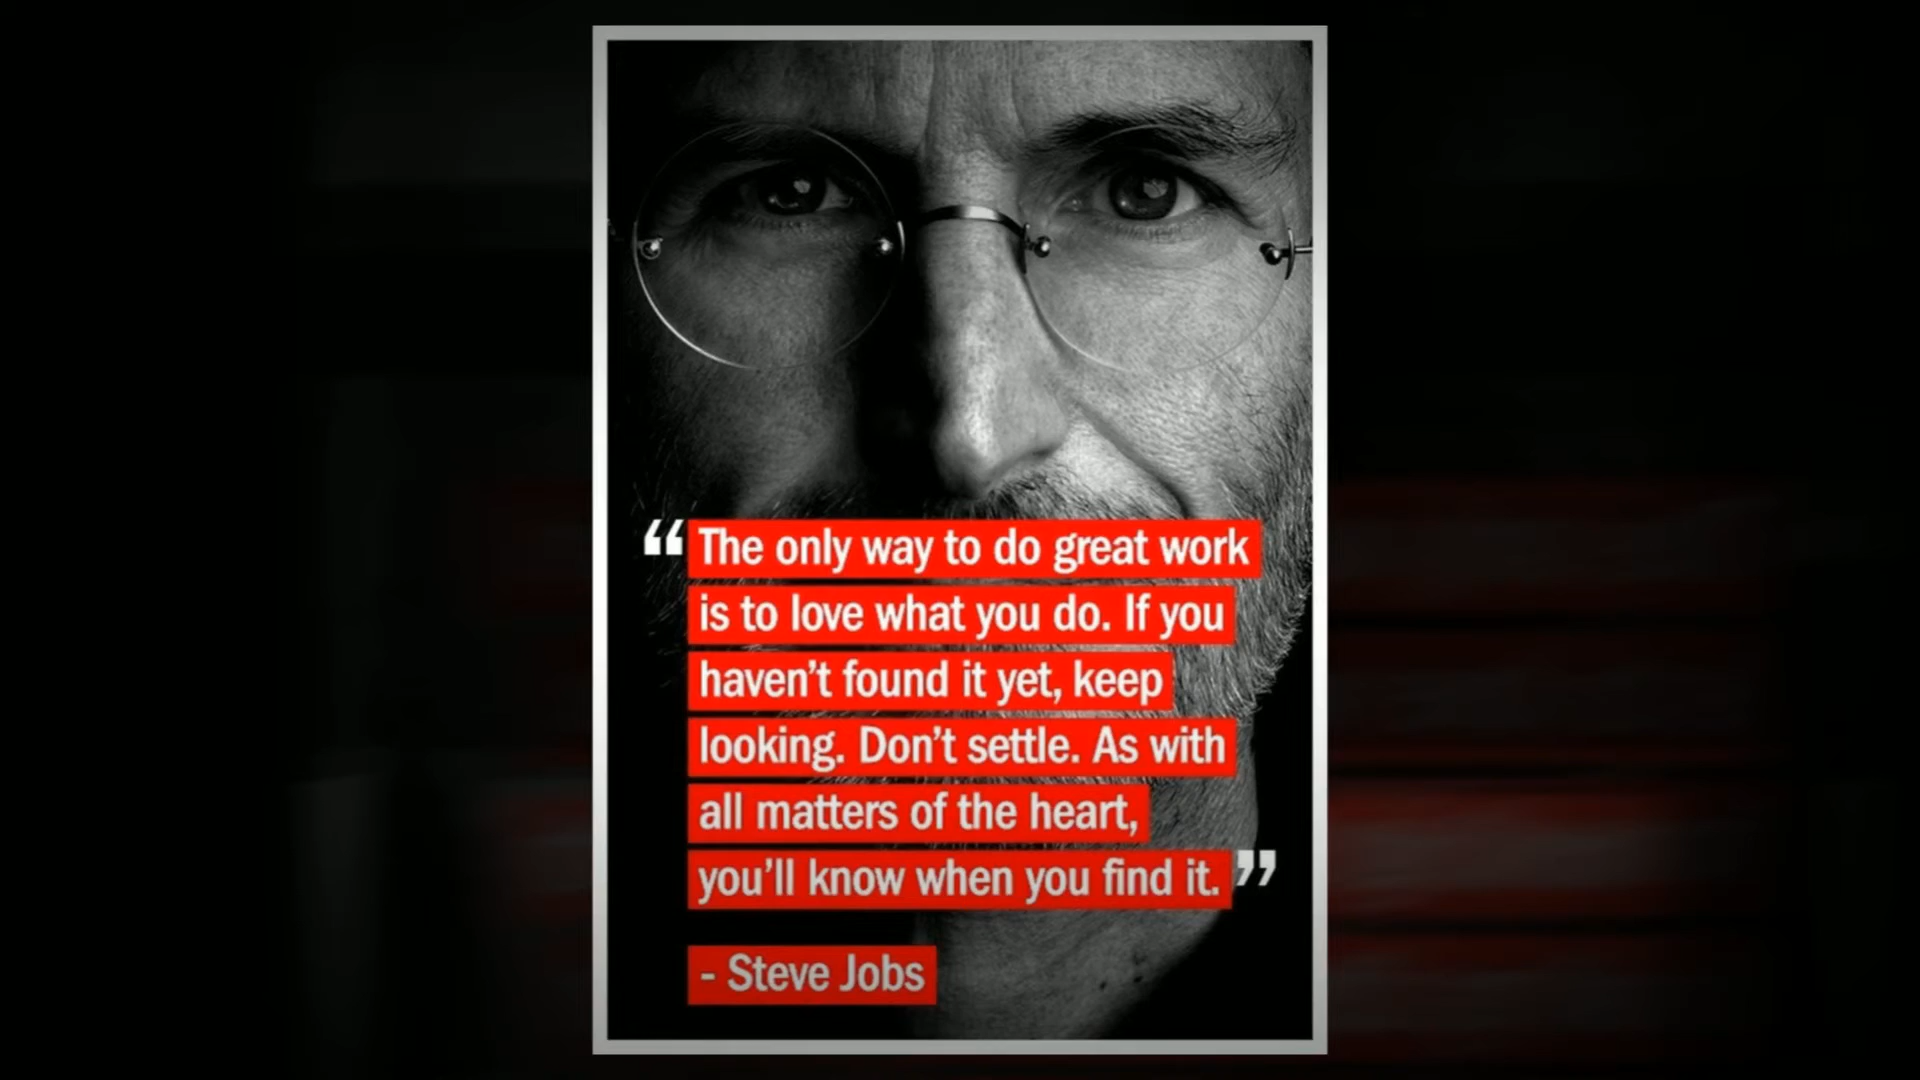 “The only way to do great work
is to love what you do. If you
haven’t found it yet, keep
looking. Don’t settle. As with
all matters of the heart,
you’ll know when you find it.”
- Steve Jobs